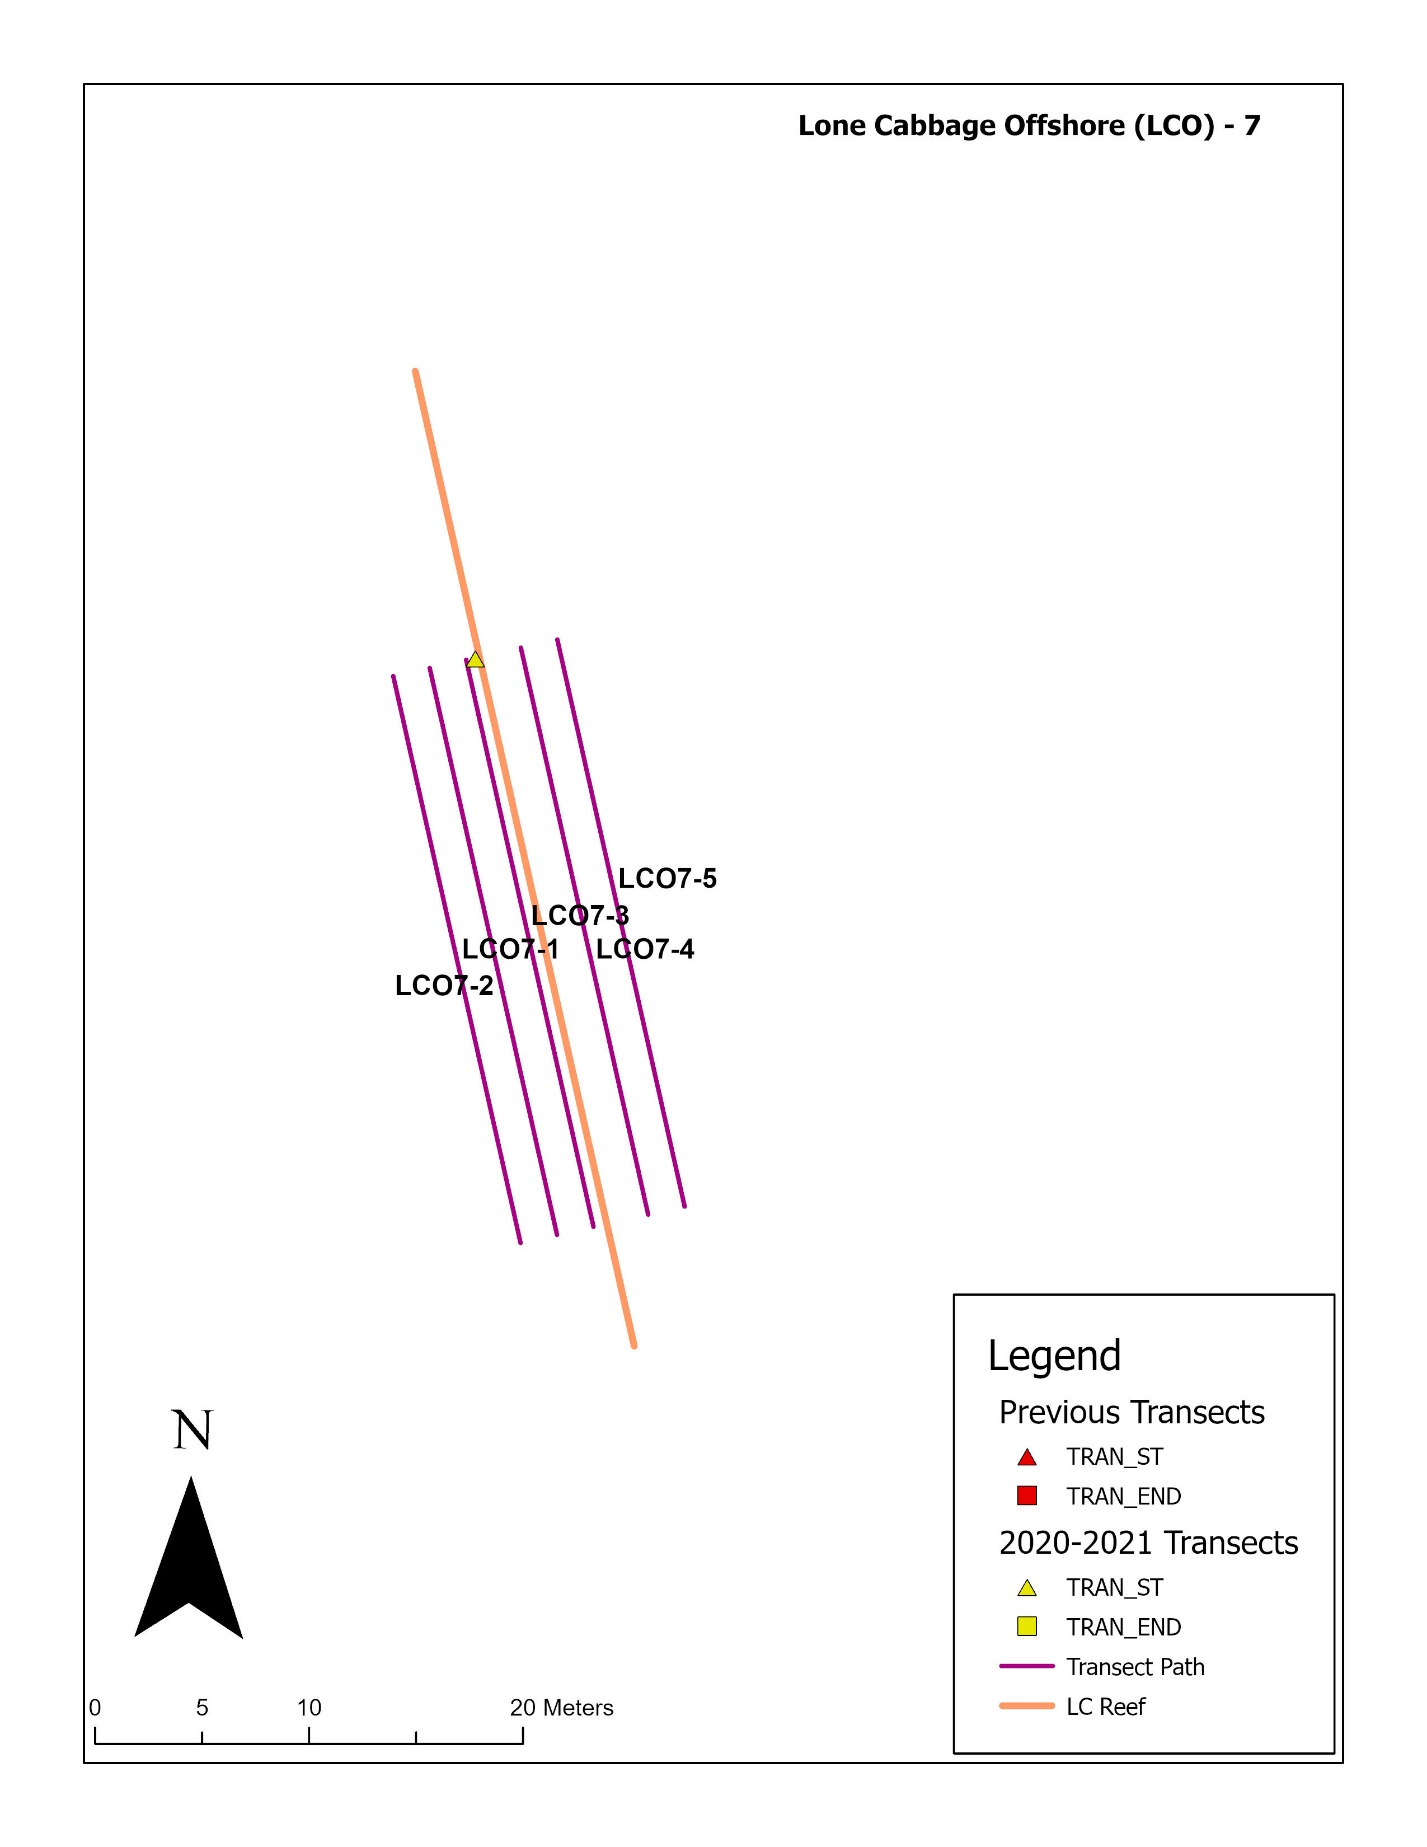 Lone Cabbage Offshore (LCO) - 7
LCO7-5
LCO7-3
LCO7-1
LCO7-4
LCO7-2
Legend
Previous Transects
TRAN_ST
TRAN_END
2020-2021 Transects
TRAN_ST
TRAN_END
Transect Path
LC Reef
N
0 5 10 20 Meters